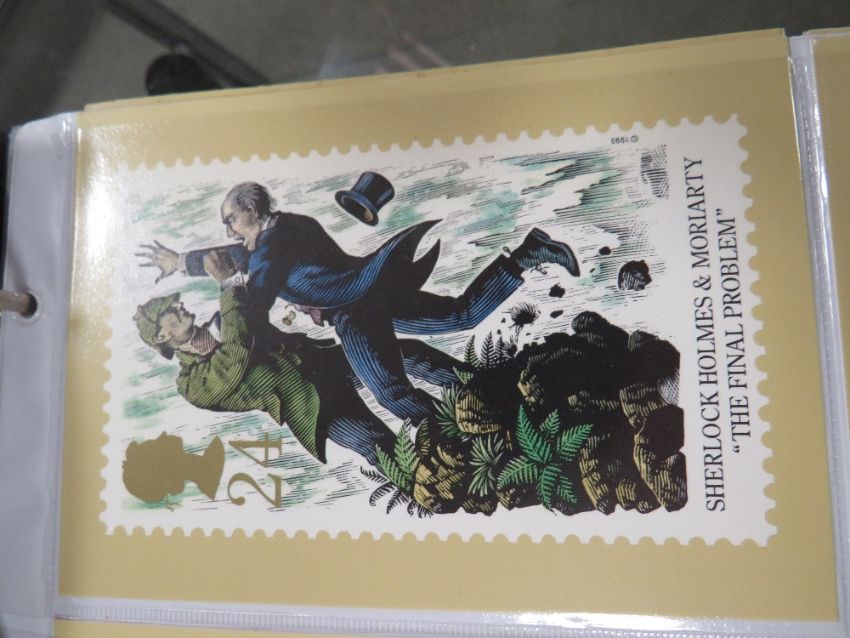 24
SHERLOCK HOLMES & MORIARTY
“THE FINAL PROBLEM”
© 1993